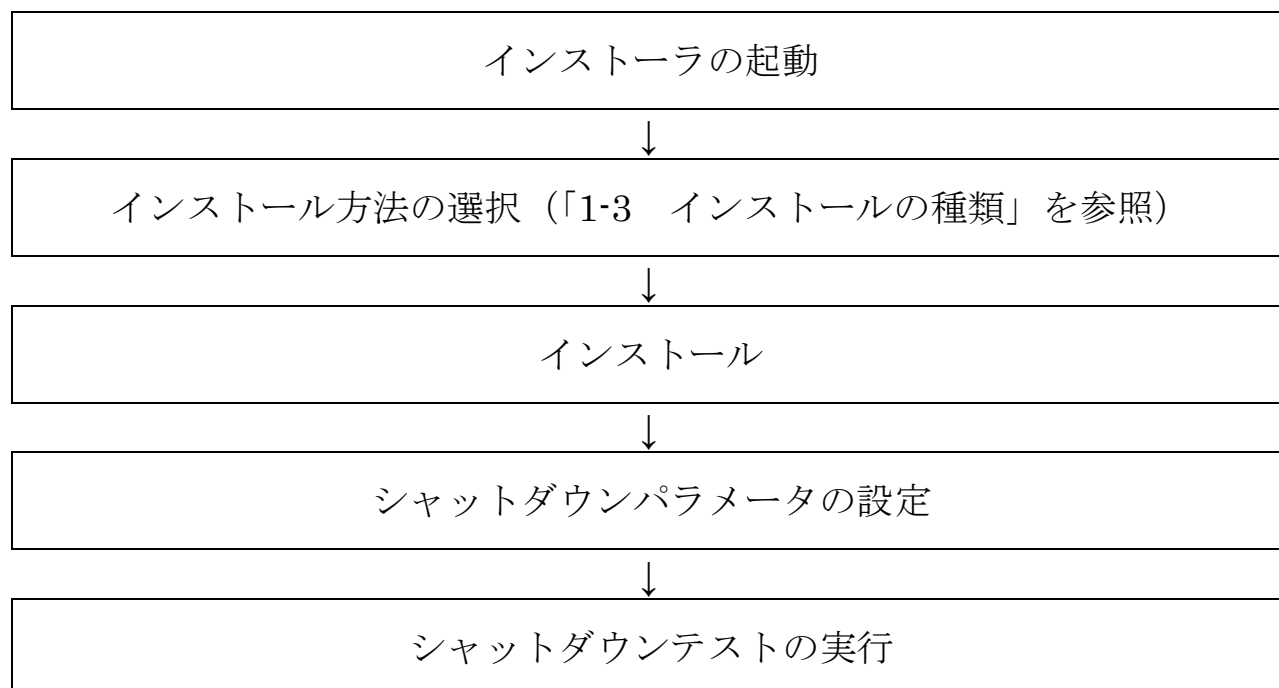 インストーラの起動
↓
インストール方法の選択（「1-3　インストールの種類」を参照）
↓
インストール
↓
シャットダウンパラメータの設定
↓
シャットダウンテストの実行